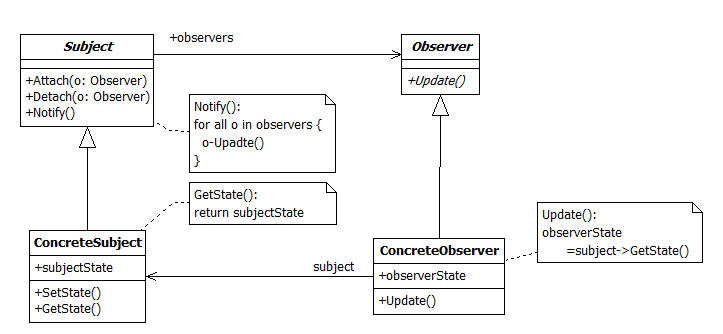 Subject
+Attach(o: Observer)
+Detach(o: Observer)
+Notify()
+observers
Observer
+Update()
Notify():
for all o in observers {
o-Upadte()
}
GetState():
return subjectState
ConcreteSubject
+subjectState
+SetState()
+GetState()
subject
ConcreteObserver
+observerState
+Update()
Update():
observerState
=subject->GetState()